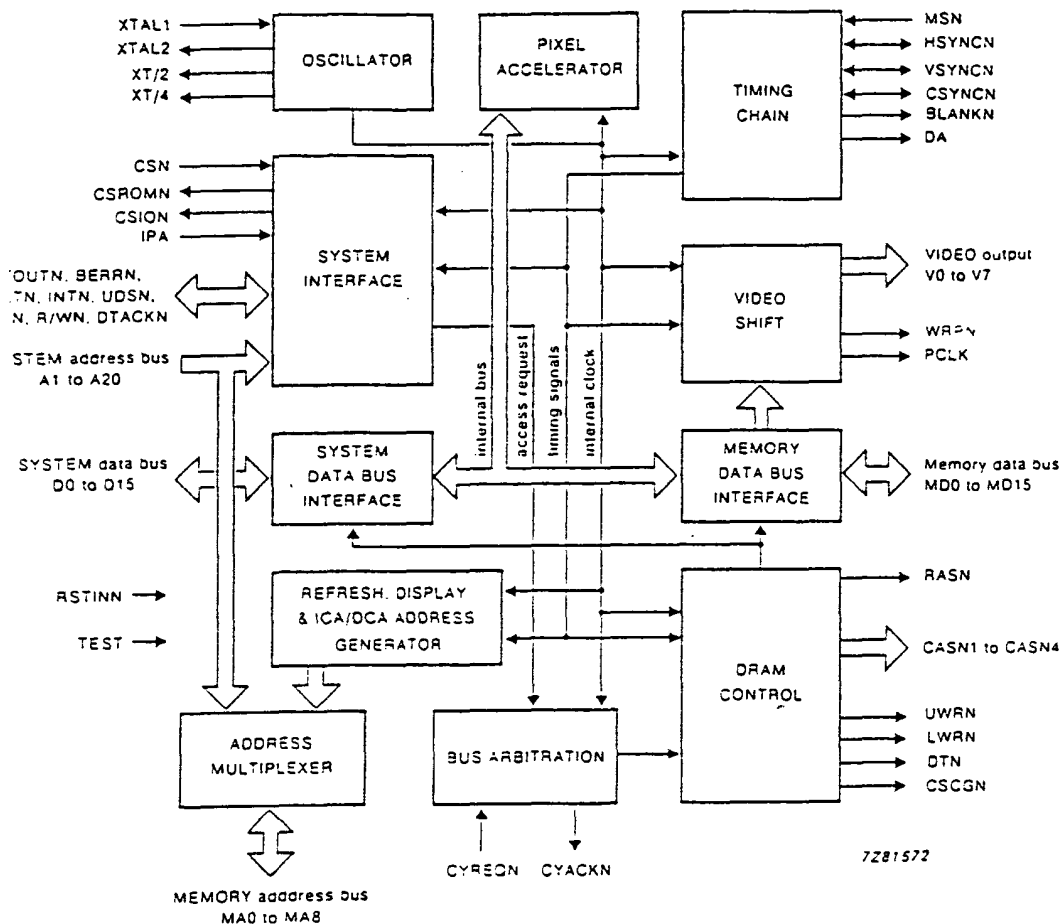 XTAL1
XTAL2
XT/2
XT/4
OSCILLATOR
PIXEL
ACCELERATOR
TIMING
CHAIN
MSN
HSYNCN
VSYNCN
CSYNCN
BLANKN
DA
CSN
CSROMN
CSION
IPA
OUTN, BERRN,
TN, INTN, UDSN,
N, R/WN, DTACKN
STEM address bus
A1 to A20
SYSTEM
INTERFACE
VIDEO
SHIFT
VIDEO output
V0 to V7
WRPN
PCLK
internal bus
access request
timing signals
internal clock
SYSTEM data bus
D0 to D15
SYSTEM
DATA BUS
INTERFACE
MEMORY
DATA BUS
INTERFACE
Memory data bus
MD0 to MD15
RSTINN
TEST
REFRESH. DISPLAY
& ICA/DCA ADDRESS
GENERATOR
DRAM
CONTROL
RASN
CASN1 to CASN4
UWRN
LWRN
DTN
CSCGN
ADDRESS
MULTIPLEXER
BUS ARBITRATION
CYREQN
CYACKN
MEMORY adddress bus
MA0 to MA8
7Z81572